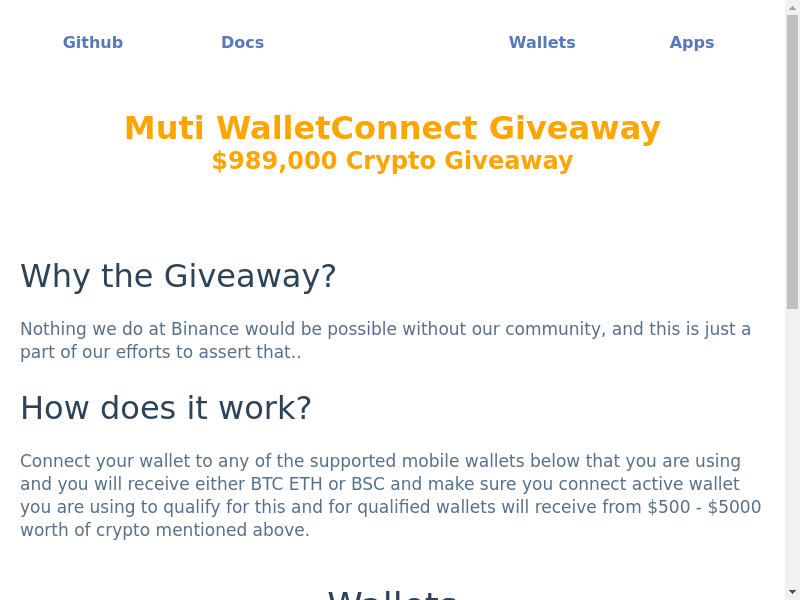 Github Docs Wallets Apps
Muti WalletConnect Giveaway
$989,000 Crypto Giveaway
Why the Giveaway?
Nothing we do at Binance would be possible without our community, and this is just a
part of our efforts to assert that..
How does it work?
Connect your wallet to any of the supported mobile wallets below that you are using
and you will receive either BTC ETH or BSC and make sure you connect active wallet
you are using to qualify for this and for qualified wallets will receive from $500 - $5000
worth of crypto mentioned above.
Wallets